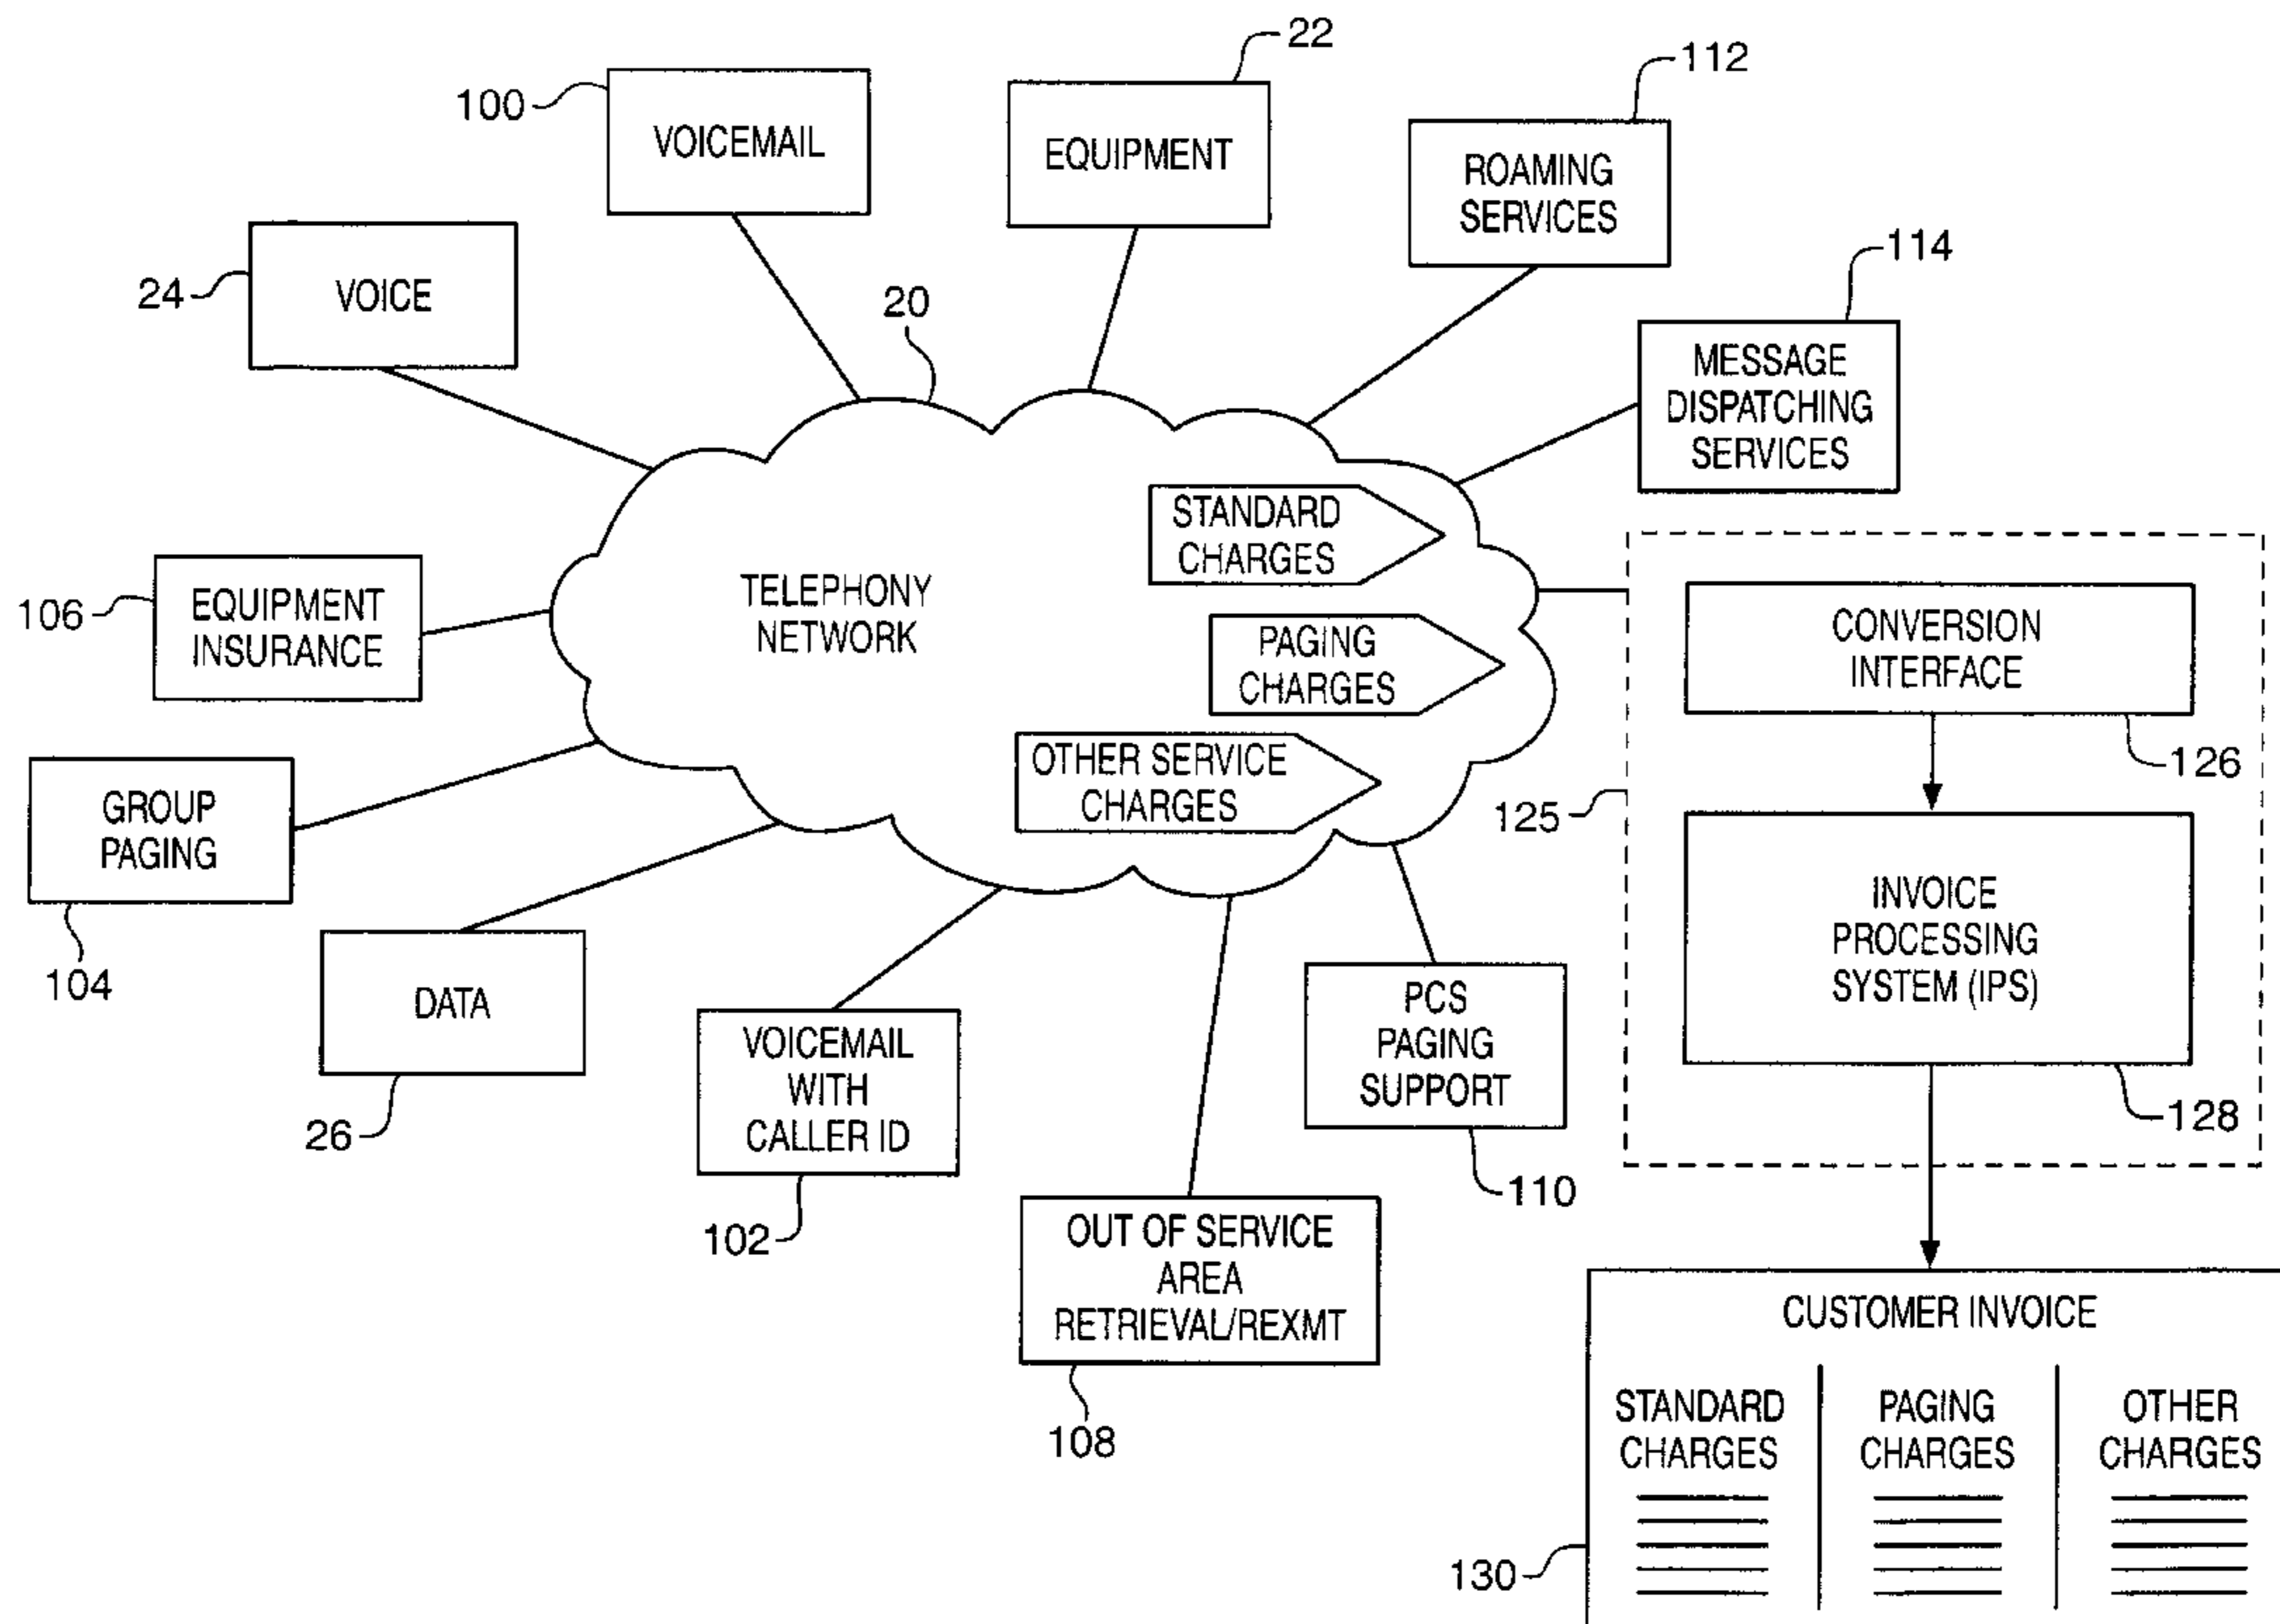 22
112
100
VOICEMAIL
EQUIPMENT
ROAMING
SERVICES
24
VOICE
20
114
MESSAGE
DISPATCHING
SERVICES
STANDARD
CHARGES
TELEPHONY
NETWORK
PAGING
CHARGES
OTHER SERVICE
CHARGES
106
EQUIPMENT
INSURANCE
CONVERSION
INTERFACE
126
125
GROUP
PAGING
104
DATA
26
INVOICE
PROCESSING
SYSTEM (IPS)
128
VOICEMAIL
WITH
CALLER ID
102
PCS
PAGING
SUPPORT
110
OUT OF SERVICE
AREA
RETRIEVAL/REXMT
108
CUSTOMER INVOICE
STANDARD
CHARGES
PAGING
CHARGES
OTHER
CHARGES
130